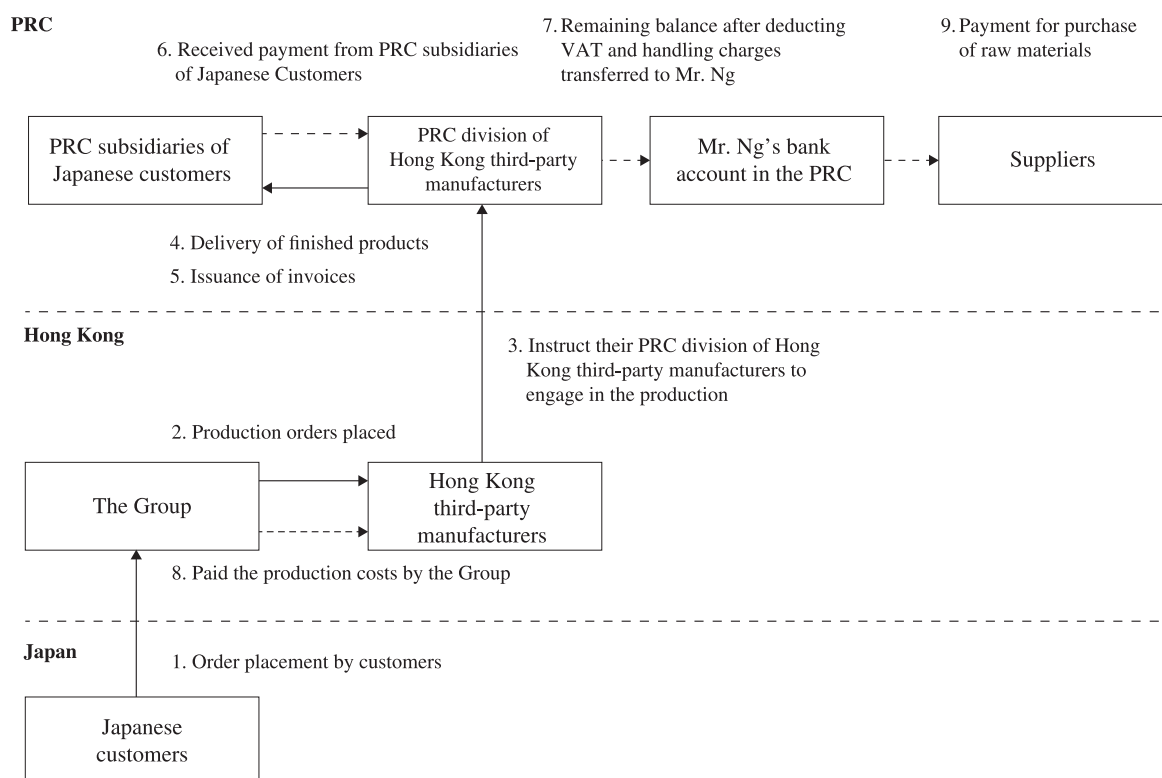 PRC
6. Received payment from PRC subsidiaries
of Japanese Customers
7. Remaining balance after deducting
VAT and handling charges
transferred to Mr. Ng
9. Payment for purchase
of raw materials
PRC subsidiaries of
Japanese customers
PRC division of
Hong Kong third-party
manufacturers
Mr. Ng’s bank
account in the PRC
Suppliers
4. Delivery of finished products
5. Issuance of invoices
Hong Kong
3. Instruct their PRC division of Hong
Kong third-party manufacturers to
engage in the production
2. Production orders placed
The Group
Hong Kong
third-party
manufacturers
8. Paid the production costs by the Group
Japan
1. Order placement by customers
Japanese
customers